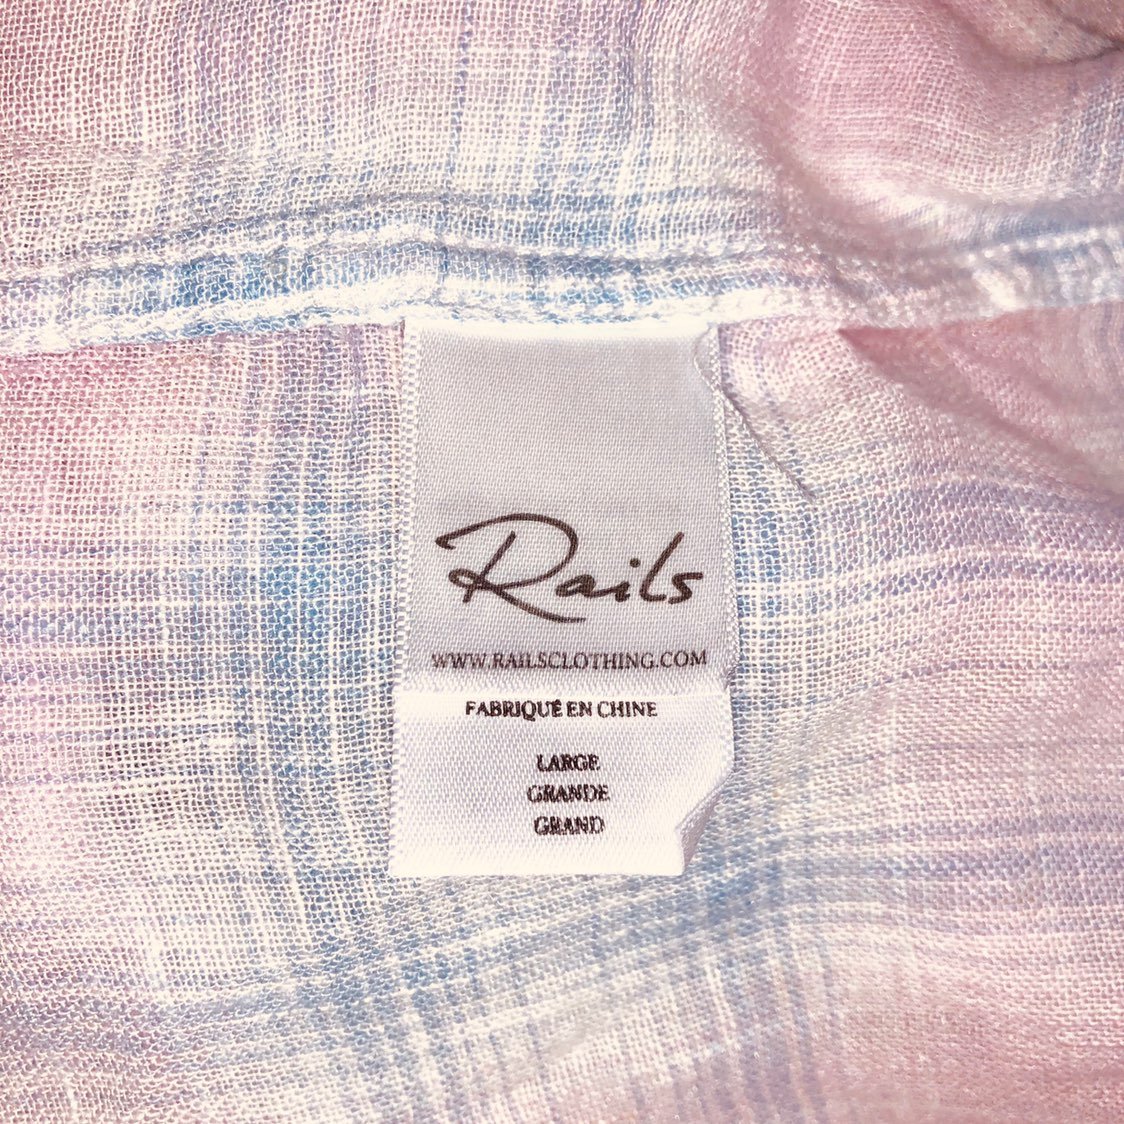 Rails
WWW.RAILSCLOTHING.COM
FABRIQUÉ EN CHINE
LARGE
GRANDE
GRAND